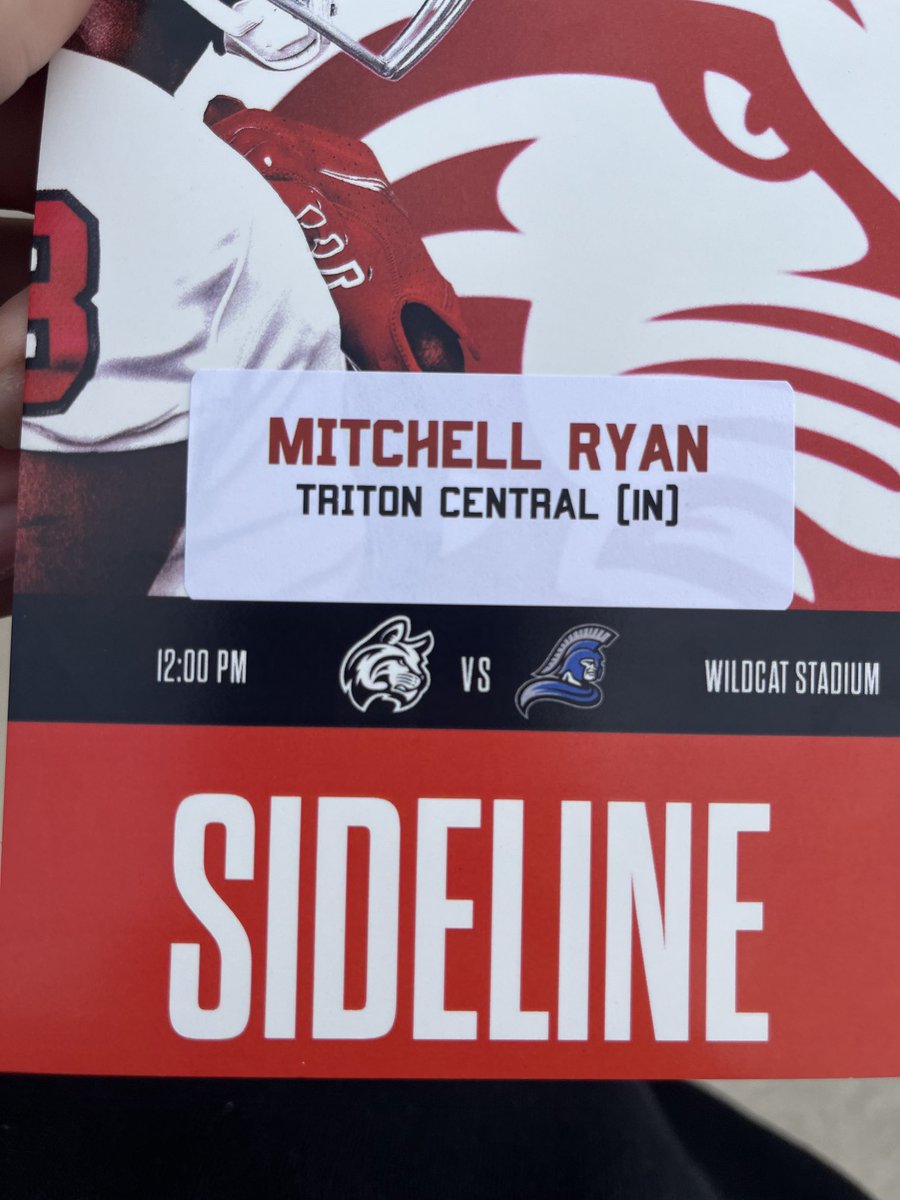 MITCHELL RYAN
TRITON CENTRAL (IN)
12:00 PM VS WILDCAT STADIUM
SIDELINE